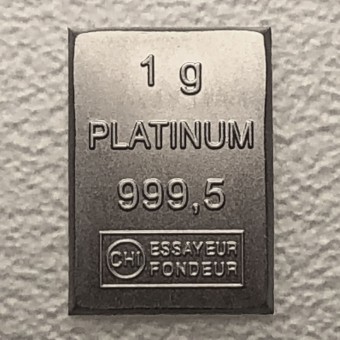 1 g
PLATINUM
999,5
CHI ESSAYEUR
FONDEUR